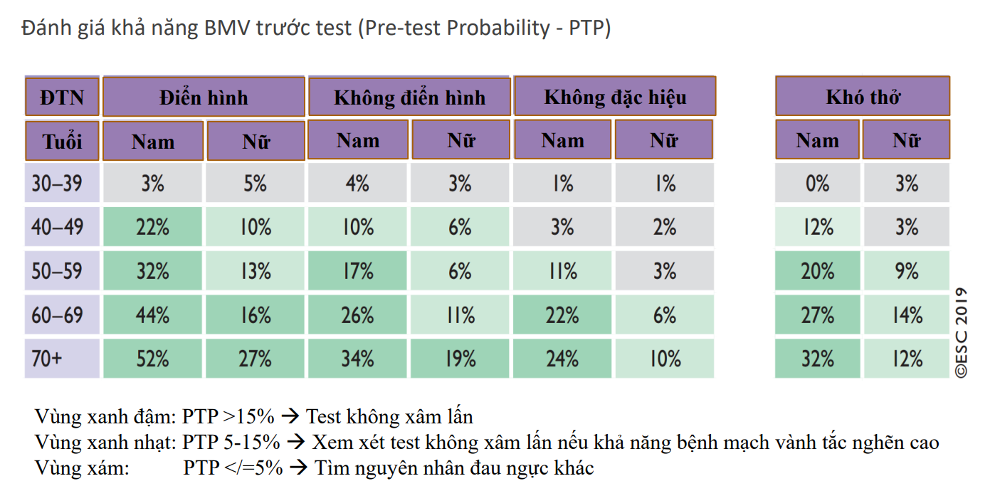 Đánh giá khả năng BMV trước test (Pre-test Probability - PTP)
ĐTN Điển hình Không điển hình Không đặc hiệu Khó thở
Tuổi Nam Nữ Nam Nữ Nam Nữ Nam Nữ
30–39 3% 5% 4% 3% 1% 1% 0% 3%
40–49 22% 10% 10% 6% 3% 2% 12% 3%
50–59 32% 13% 17% 6% 11% 3% 20% 9%
60–69 44% 16% 26% 11% 22% 6% 27% 14%
70+ 52% 27% 34% 19% 24% 10% 32% 12%
©ESC 2019
Vùng xanh đậm: PTP >15% → Test không xâm lấn
Vùng xanh nhạt: PTP 5-15% → Xem xét test không xâm lấn nếu khả năng bệnh mạch vành tắc nghẽn cao
Vùng xám: PTP </=5% → Tìm nguyên nhân đau ngực khác